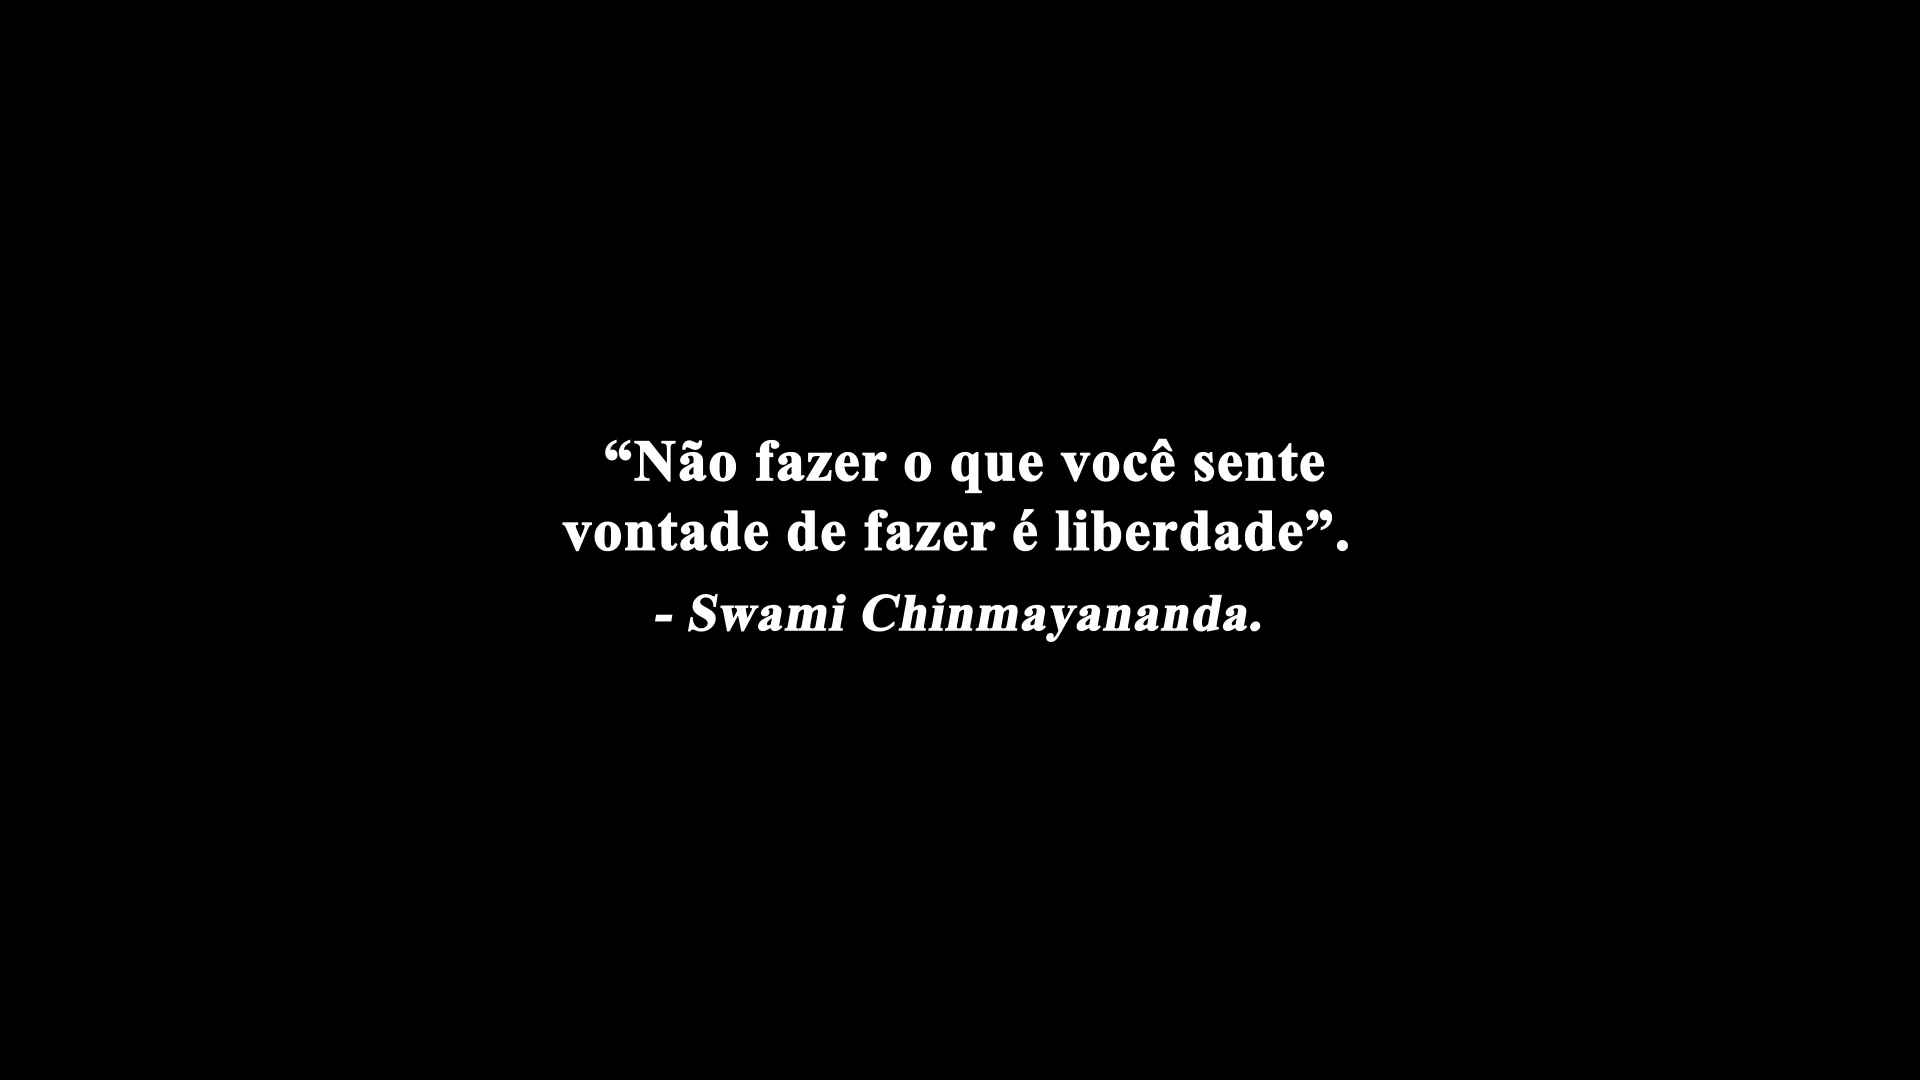 “Não fazer o que você sente
vontade de fazer é liberdade”.
- Swami Chinmayananda.